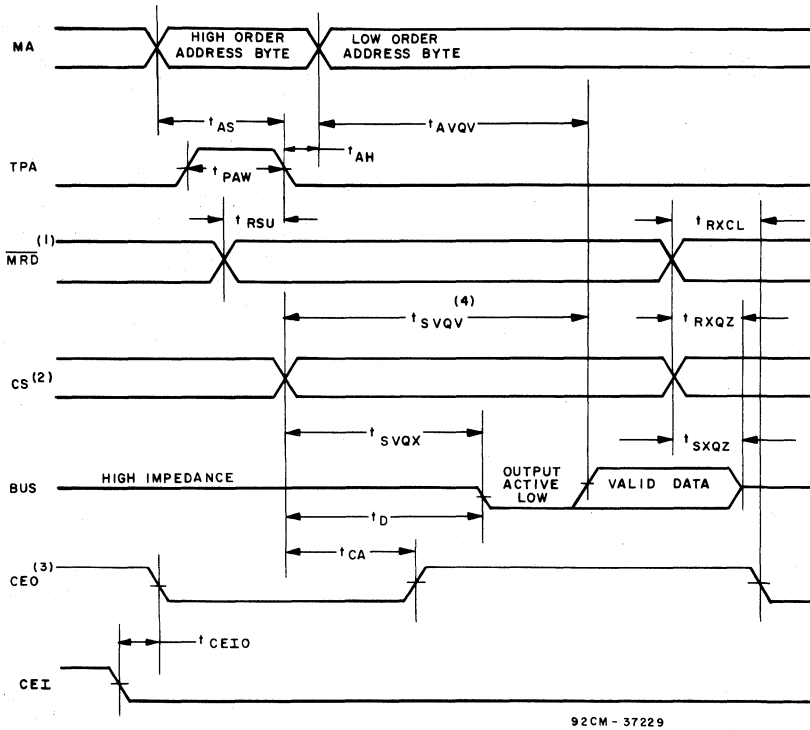 MA
HIGH ORDER
ADDRESS BYTE
LOW ORDER
ADDRESS BYTE
tAS
tAVQV
tAH
TPA
tPAW
tRSU
tRXCL
MRD (1)
(4)
tSVQV
tRXQZ
CS (2)
tSVQX
tSXQZ
BUS
HIGH IMPEDANCE
OUTPUT
ACTIVE
LOW
VALID DATA
tD
tCA
CEO (3)
tCEIO
CEI
92CM-37229